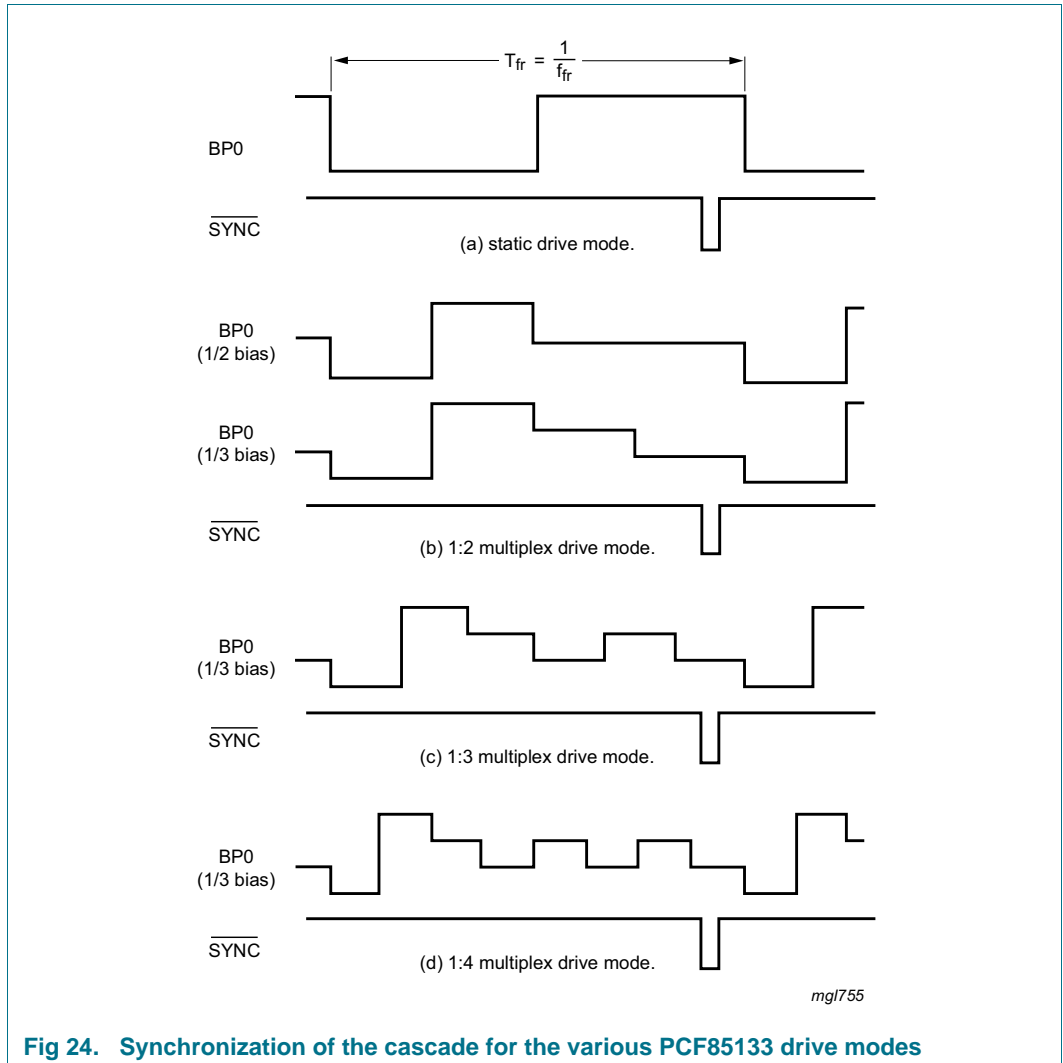 Tfr = 1/ffr
BP0
SYNC
(a) static drive mode.
BP0
(1/2 bias)
BP0
(1/3 bias)
SYNC
(b) 1:2 multiplex drive mode.
BP0
(1/3 bias)
SYNC
(c) 1:3 multiplex drive mode.
BP0
(1/3 bias)
SYNC
(d) 1:4 multiplex drive mode.
mgl755
Fig 24. Synchronization of the cascade for the various PCF85133 drive modes